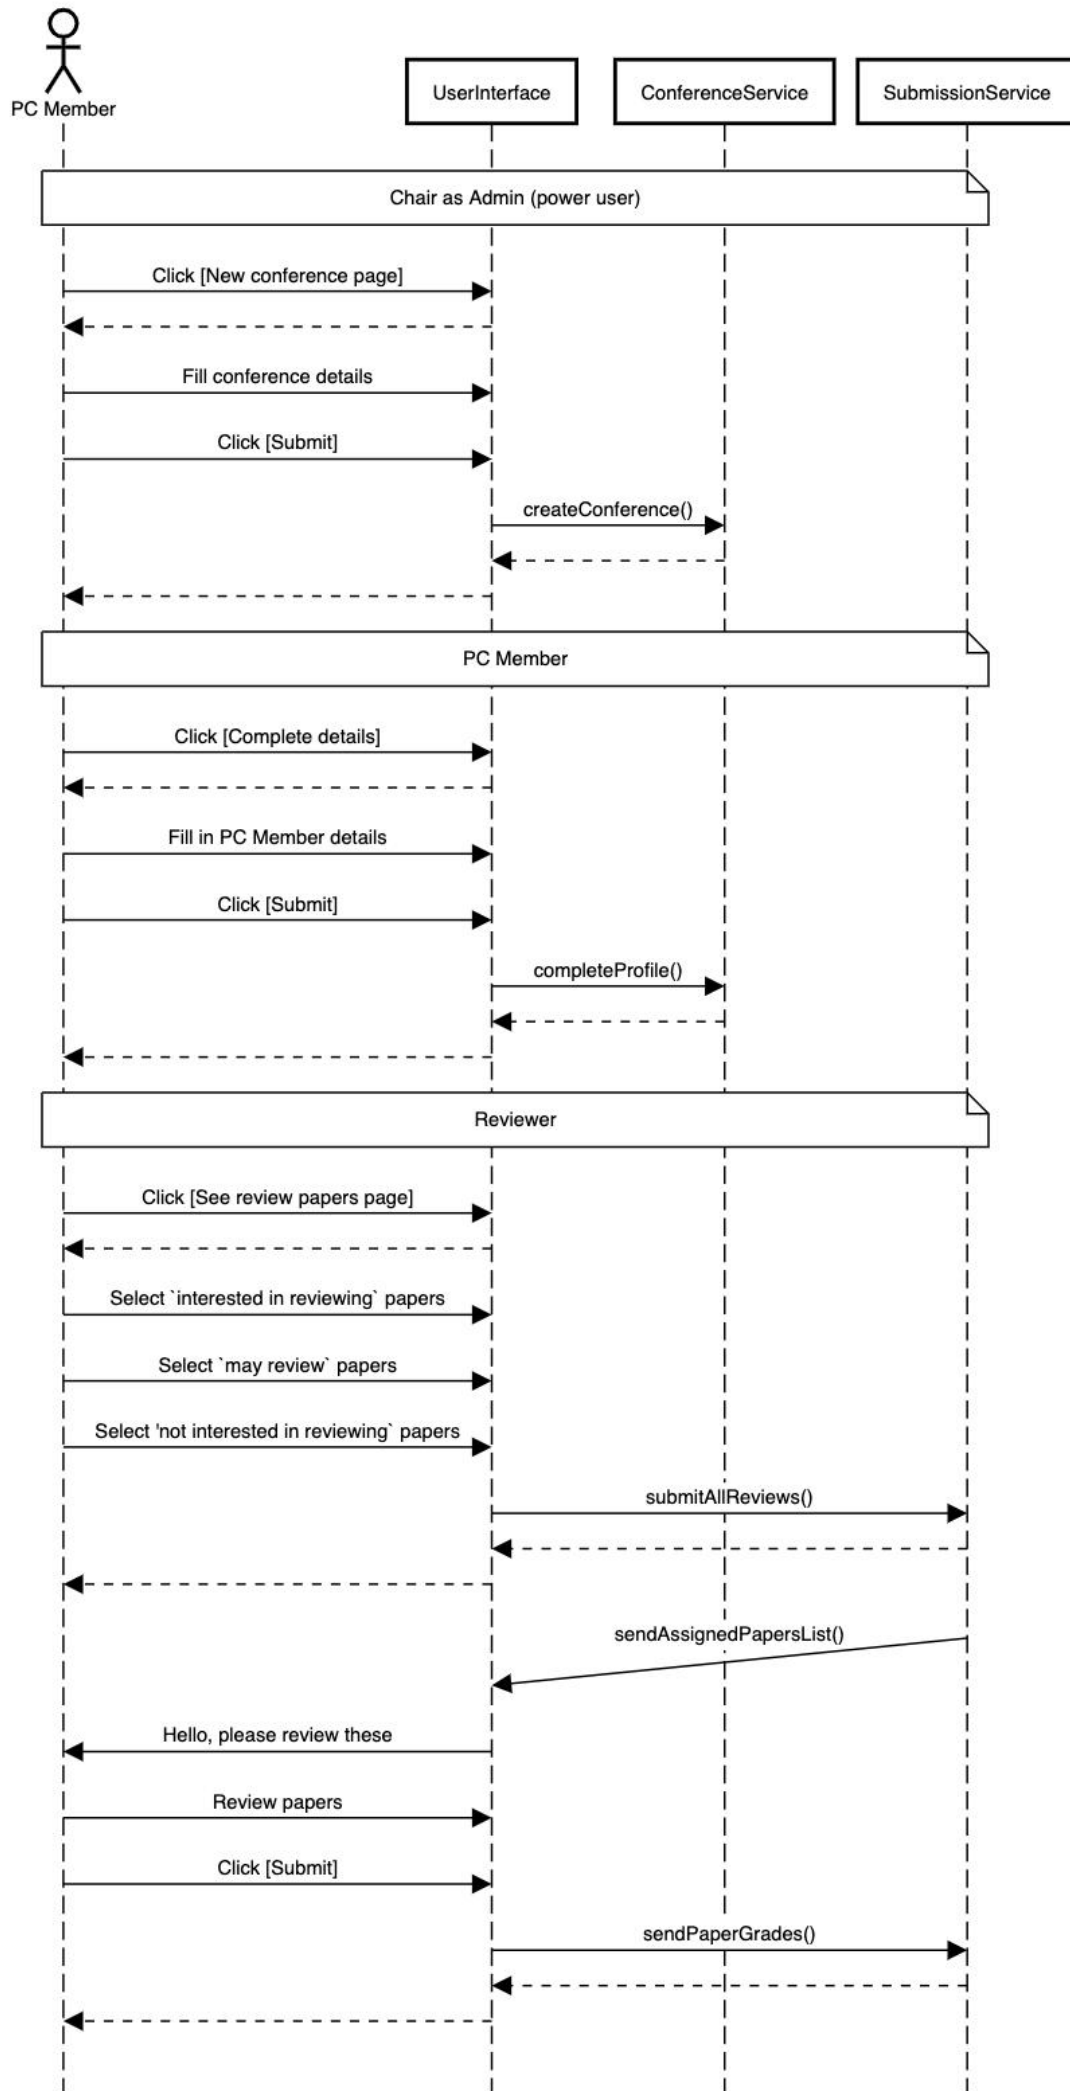 PC Member
UserInterface
ConferenceService
SubmissionService
Chair as Admin (power user)
Click [New conference page]
Fill conference details
Click [Submit]
createConference()
PC Member
Click [Complete details]
Fill in PC Member details
Click [Submit]
completeProfile()
Reviewer
Click [See review papers page]
Select `interested in reviewing` papers
Select `may review` papers
Select 'not interested in reviewing` papers
submitAllReviews()
sendAssignedPapersList()
Hello, please review these
Review papers
Click [Submit]
sendPaperGrades()